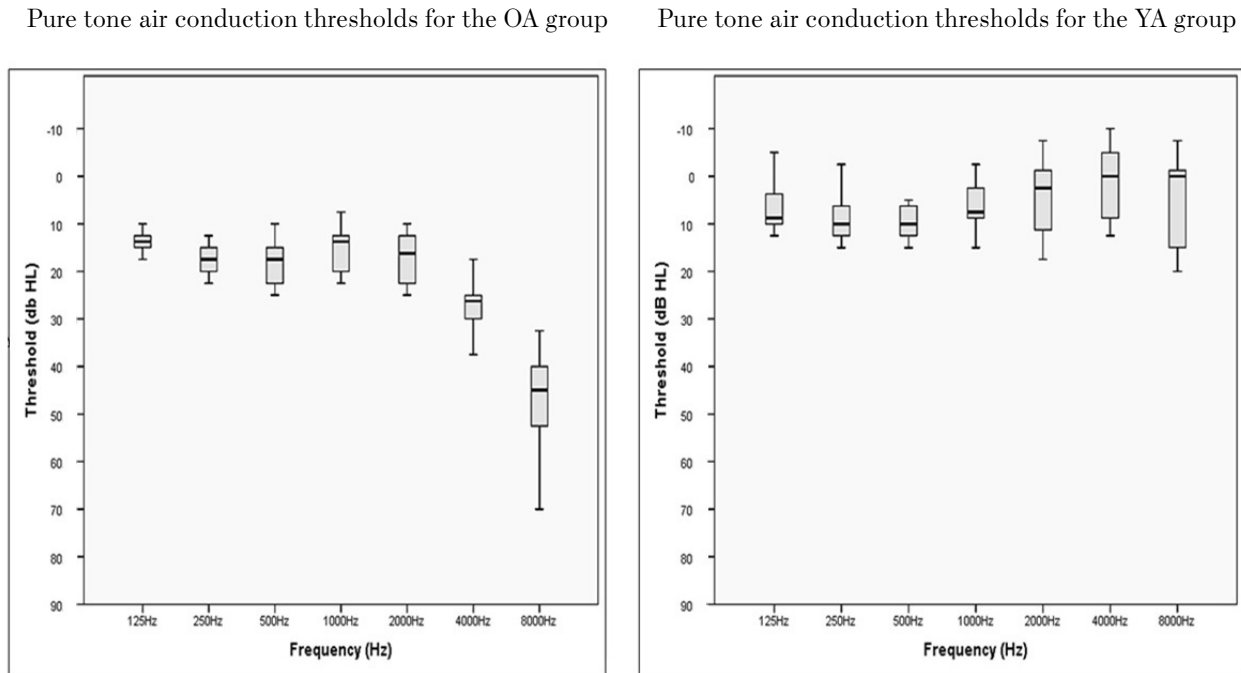 Pure tone air conduction thresholds for the OA group
-10
0
10
20
30
40
50
60
70
80
90
Threshold (db HL)
125Hz 250Hz 500Hz 1000Hz 2000Hz 4000Hz 8000Hz
Frequency (Hz)
Pure tone air conduction thresholds for the YA group
-10
0
10
20
30
40
50
60
70
80
90
Threshold (dB HL)
125Hz 250Hz 500Hz 1000Hz 2000Hz 4000Hz 8000Hz
Frequency (Hz)